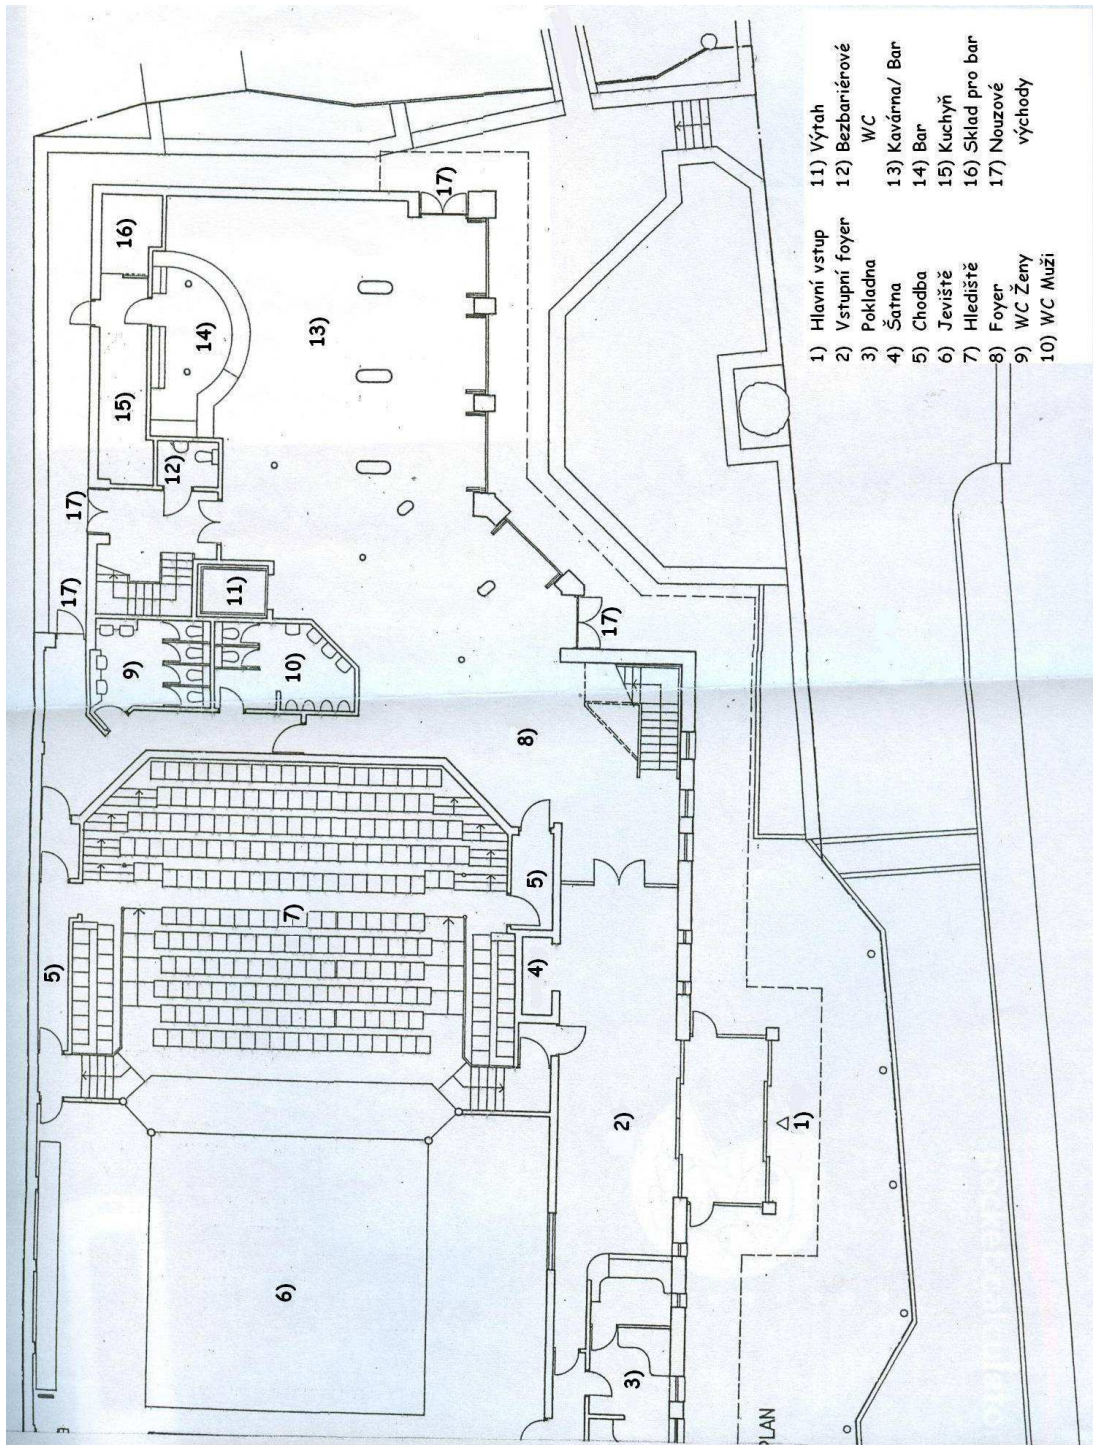 5)
17)
17)
15)
16)
9)
12)
14)
11)
6)
7)
10)
13)
17)
8)
4)
5)
17)
2)
3)
PLAN
1)
1) Hlavní vstup
2) Vstupní foyer
3) Pokladna
4) Šatna
5) Chodba
6) Jeviště
7) Hlediště
8) Foyer
9) WC Ženy
10) WC Muži
11) Výtah
12) Bezbariérové
WC
13) Kavárna/ Bar
14) Bar
15) Kuchyň
16) Sklad pro bar
17) Nouzové
východy